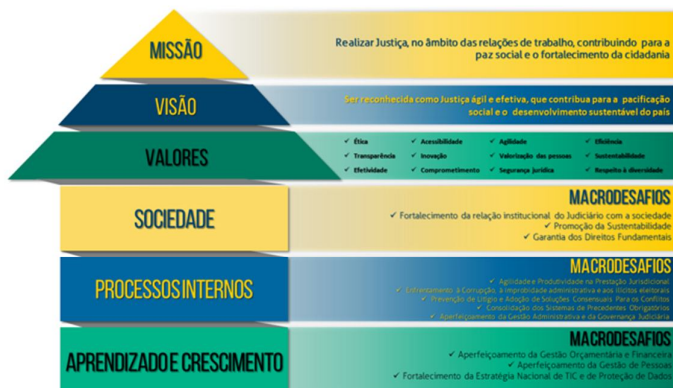 MISSÃO
Realizar Justiça, no âmbito das relações de trabalho, contribuindo para a
paz social e o fortalecimento da cidadania
VISÃO
Ser reconhecida como Justiça ágil e efetiva, que contribua para a pacificação
social e o desenvolvimento sustentável do país
VALORES
✓ Ética ✓ Acessibilidade ✓ Agilidade ✓ Eficiência
✓ Transparência ✓ Inovação ✓ Valorização das pessoas ✓ Sustentabilidade
✓ Efetividade ✓ Comprometimento ✓ Segurança jurídica ✓ Respeito à diversidade
SOCIEDADE
MACRODESAFIOS
✓ Fortalecimento da relação institucional do Judiciário com a sociedade
✓ Promoção da Sustentabilidade
✓ Garantia dos Direitos Fundamentais
PROCESSOS INTERNOS
MACRODESAFIOS
✓ Agilidade e Produtividade na Prestação Jurisdicional
✓ Enfrentamento à Corrupção, à Improbidade administrativa e aos ilícitos eleitorais
✓ Prevenção de Litígio e Adoção de Soluções Consensuais Para os Conflitos
✓ Consolidação dos Sistemas de Precedentes Obrigatórios
✓ Aperfeiçoamento da Gestão Administrativa e da Governança Judiciária
APRENDIZADO E CRESCIMENTO
MACRODESAFIOS
✓ Aperfeiçoamento da Gestão Orçamentária e Financeira
✓ Aperfeiçoamento da Gestão de Pessoas
✓ Fortalecimento da Estratégia Nacional de TIC e de Proteção de Dados